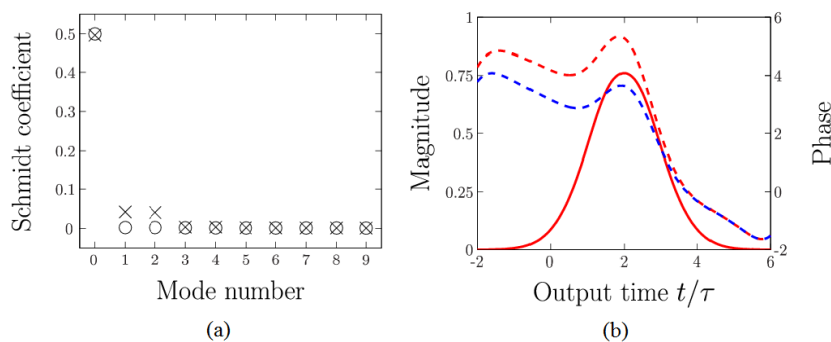 Schmidt coefficient
0.5
0.4
0.3
0.2
0.1
0
0 1 2 3 4 5 6 7 8 9
Mode number
(a)
Magnitude
1
0.75
0.5
0.25
0
-2 0 2 4 6
6
4
2
0
-2
Phase
Output time t/τ
(b)